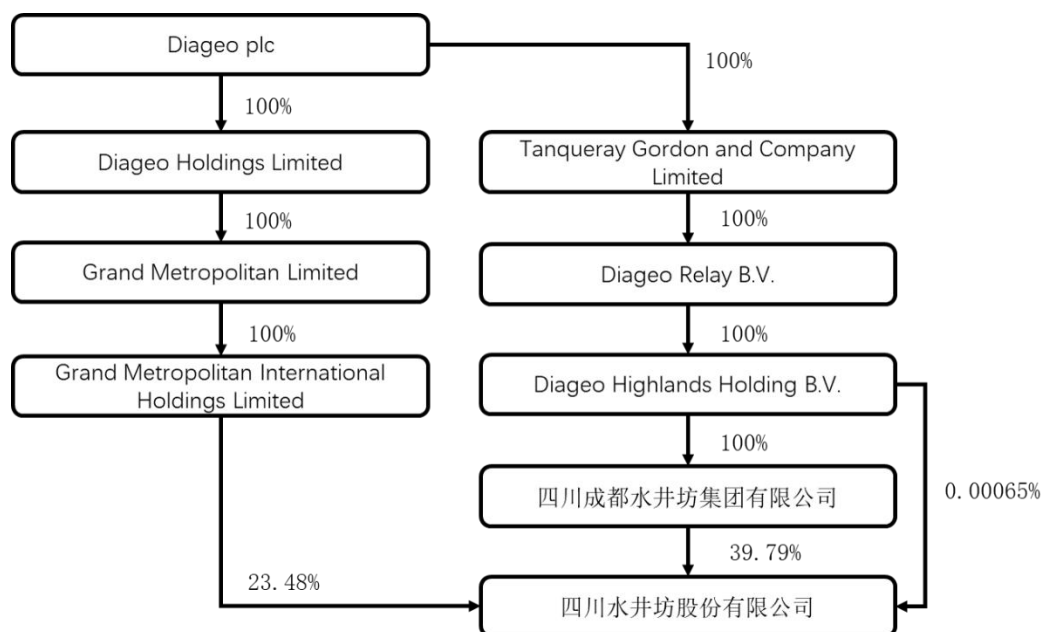 Diageo plc
100%
100%
Diageo Holdings Limited
Tanqueray Gordon and Company
Limited
100%
100%
Grand Metropolitan Limited
Diageo Relay B.V.
100%
100%
Grand Metropolitan International
Holdings Limited
Diageo Highlands Holding B.V.
100%
四川成都水井坊集团有限公司
0.00065%
39.79%
23.48%
四川水井坊股份有限公司